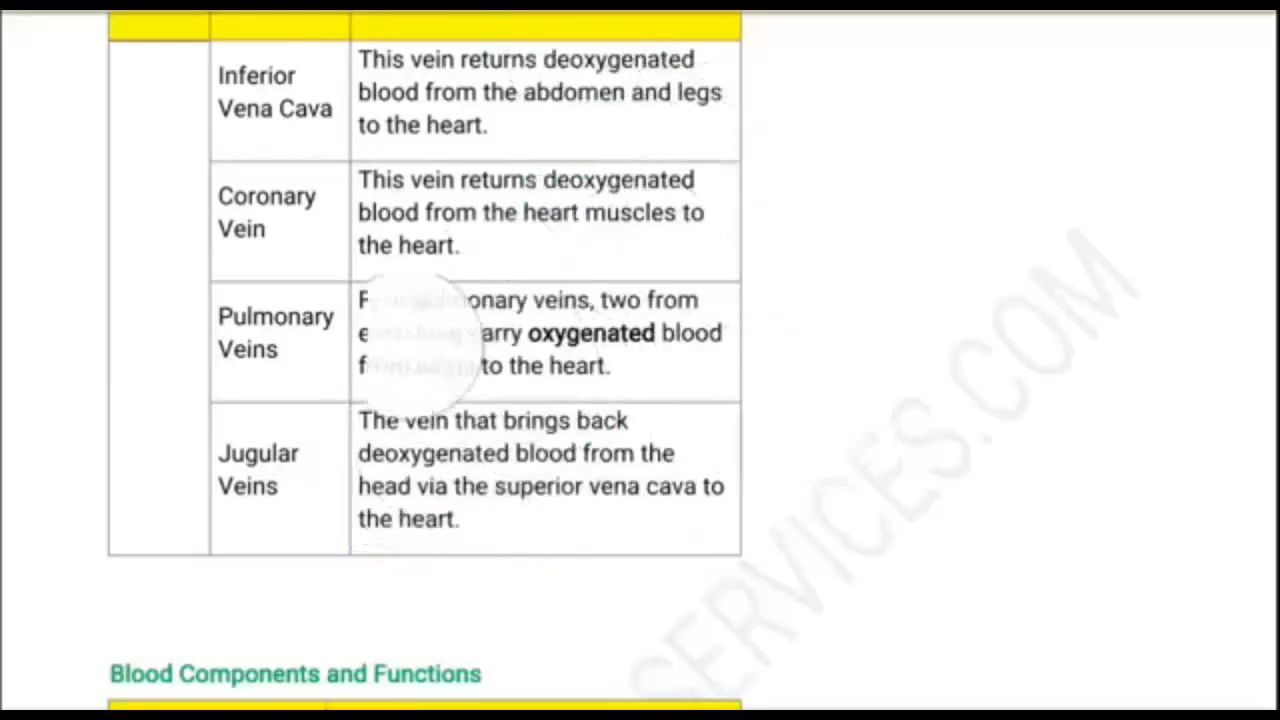 Inferior
Vena Cava
This vein returns deoxygenated
blood from the abdomen and legs
to the heart.
Coronary
Vein
This vein returns deoxygenated
blood from the heart muscles to
the heart.
Pulmonary
Veins
veins, two from
oxygenated blood
to the heart.
Jugular
Veins
The vein that brings back
deoxygenated blood from the
head via the superior vena cava to
the heart.
SERVICES.COM
Blood Components and Functions